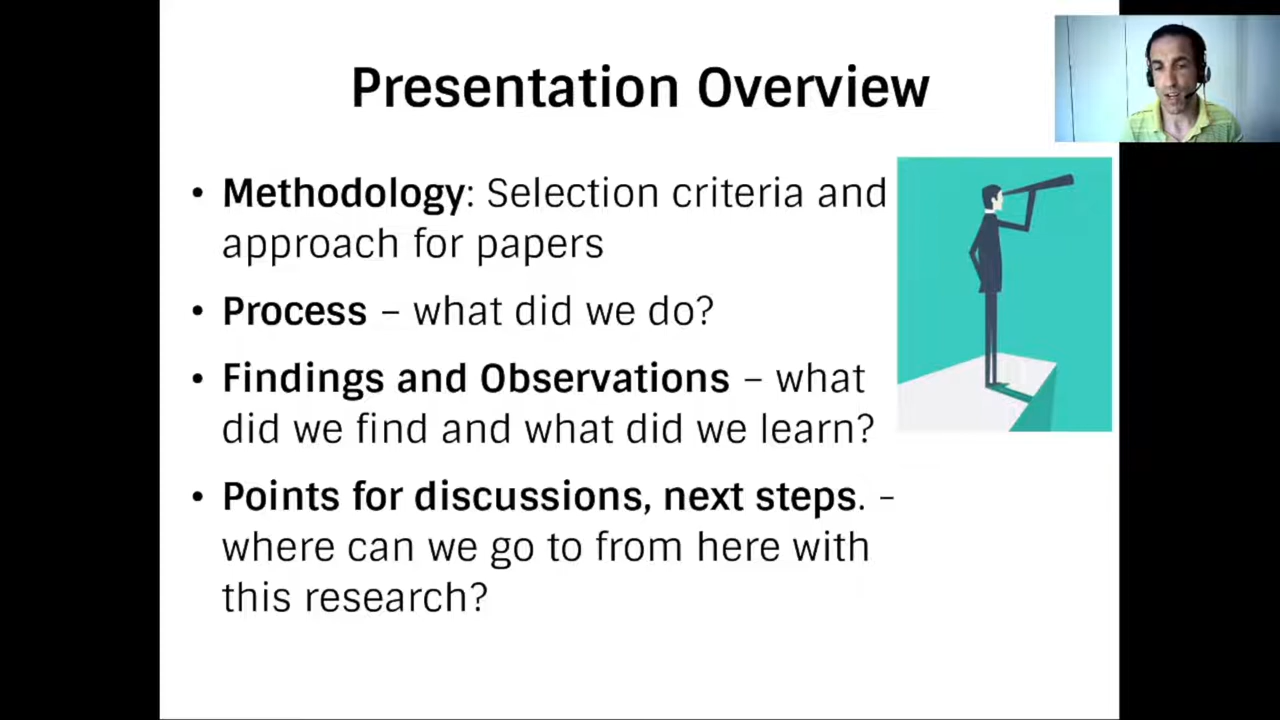 Presentation Overview
• Methodology: Selection criteria and
approach for papers
• Process – what did we do?
• Findings and Observations – what
did we find and what did we learn?
• Points for discussions, next steps. -
where can we go to from here with
this research?